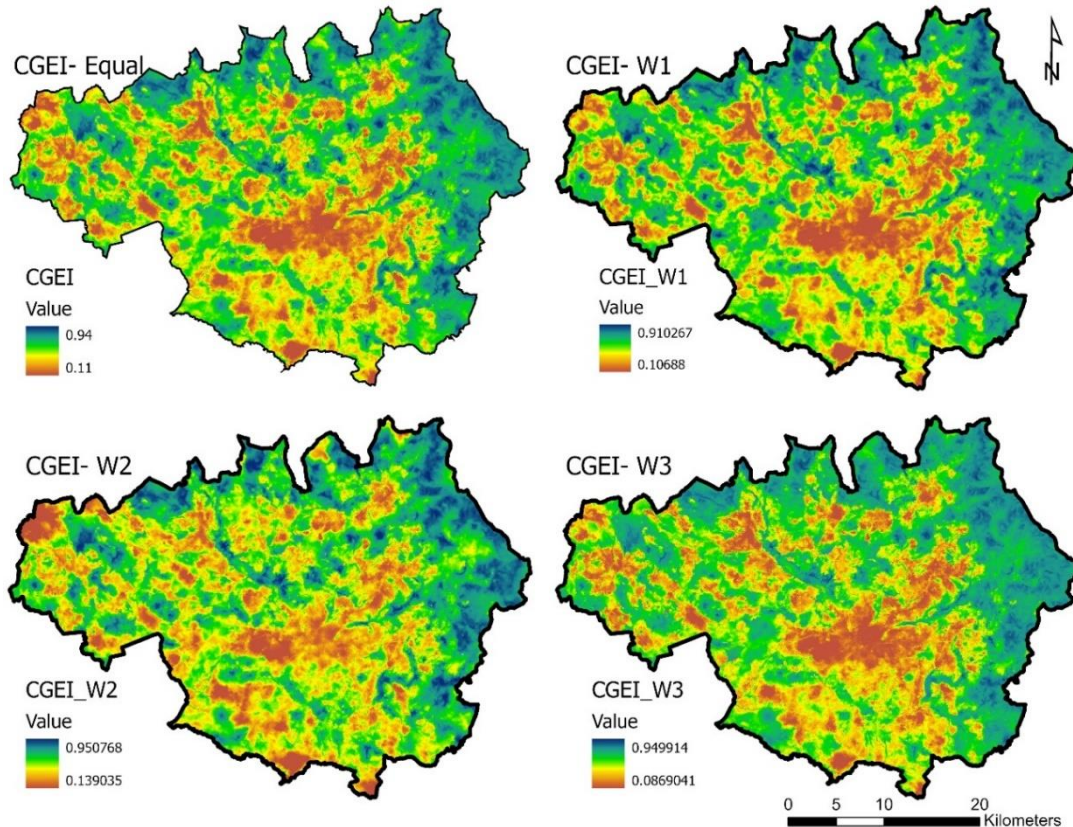 CGEI- Equal
CGEI
Value
0.94
0.11
CGEI- W1
CGEI_W1
Value
0.910267
0.10688
N
CGEI- W2
CGEI_W2
Value
0.950768
0.139035
CGEI- W3
CGEI_W3
Value
0.949914
0.0869041
0 5 10 20
Kilometers